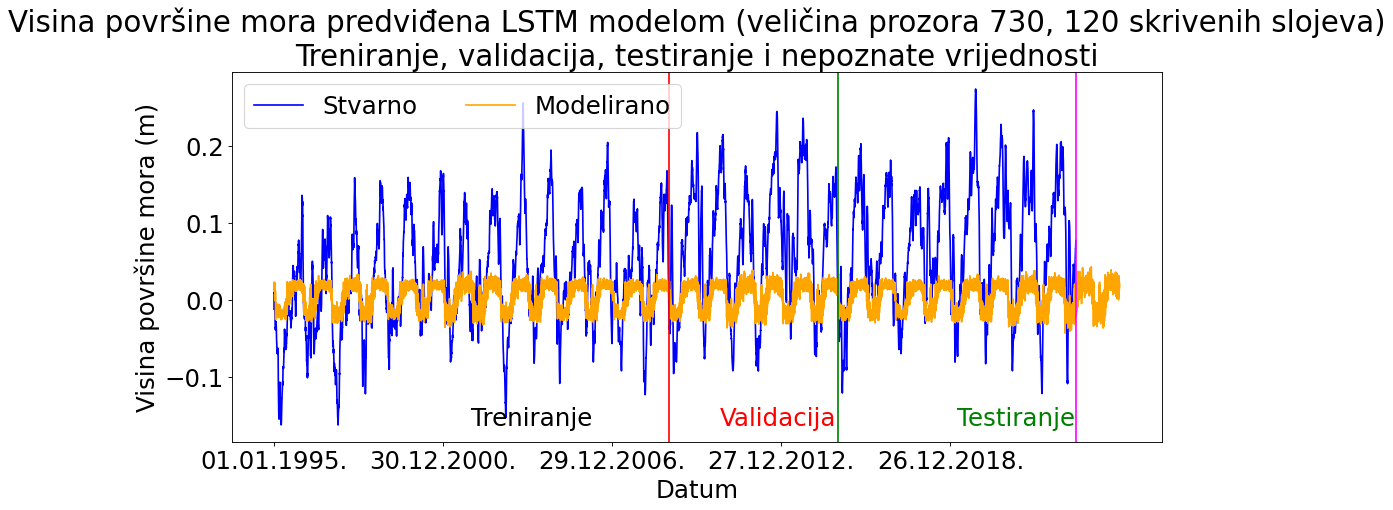 Visina površine mora predviđena LSTM modelom (veličina prozora 730, 120 skrivenih slojeva)
Treniranje, validacija, testiranje i nepoznate vrijednosti
Stvarno
Modelirano
Visina površine mora (m)
0.2
0.1
0.0
−0.1
Treniranje
Validacija
Testiranje
01.01.1995.
30.12.2000.
29.12.2006.
27.12.2012.
26.12.2018.
Datum